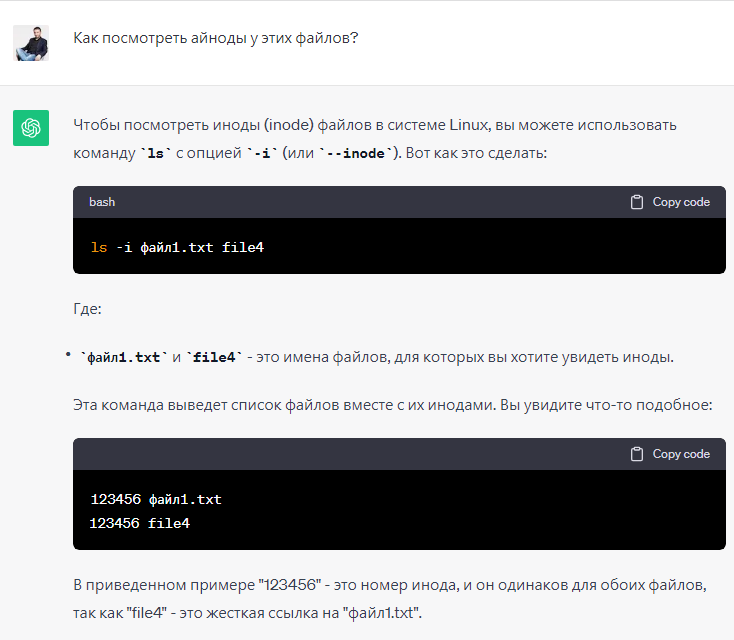 Как посмотреть айноды у этих файлов?
Чтобы посмотреть иноды (inode) файлов в системе Linux, вы можете использовать
команду `ls` с опцией `-i` (или `--inode`). Вот как это сделать:
bash
Copy code
ls -i файл1.txt file4
Где:
• `файл1.txt` и `file4` - это имена файлов, для которых вы хотите увидеть иноды.
Эта команда выведет список файлов вместе с их инодами. Вы увидите что-то подобное:
Copy code
123456 файл1.txt
123456 file4
В приведенном примере "123456" - это номер инода, и он одинаков для обоих файлов,
так как "file4" - это жесткая ссылка на "файл1.txt".